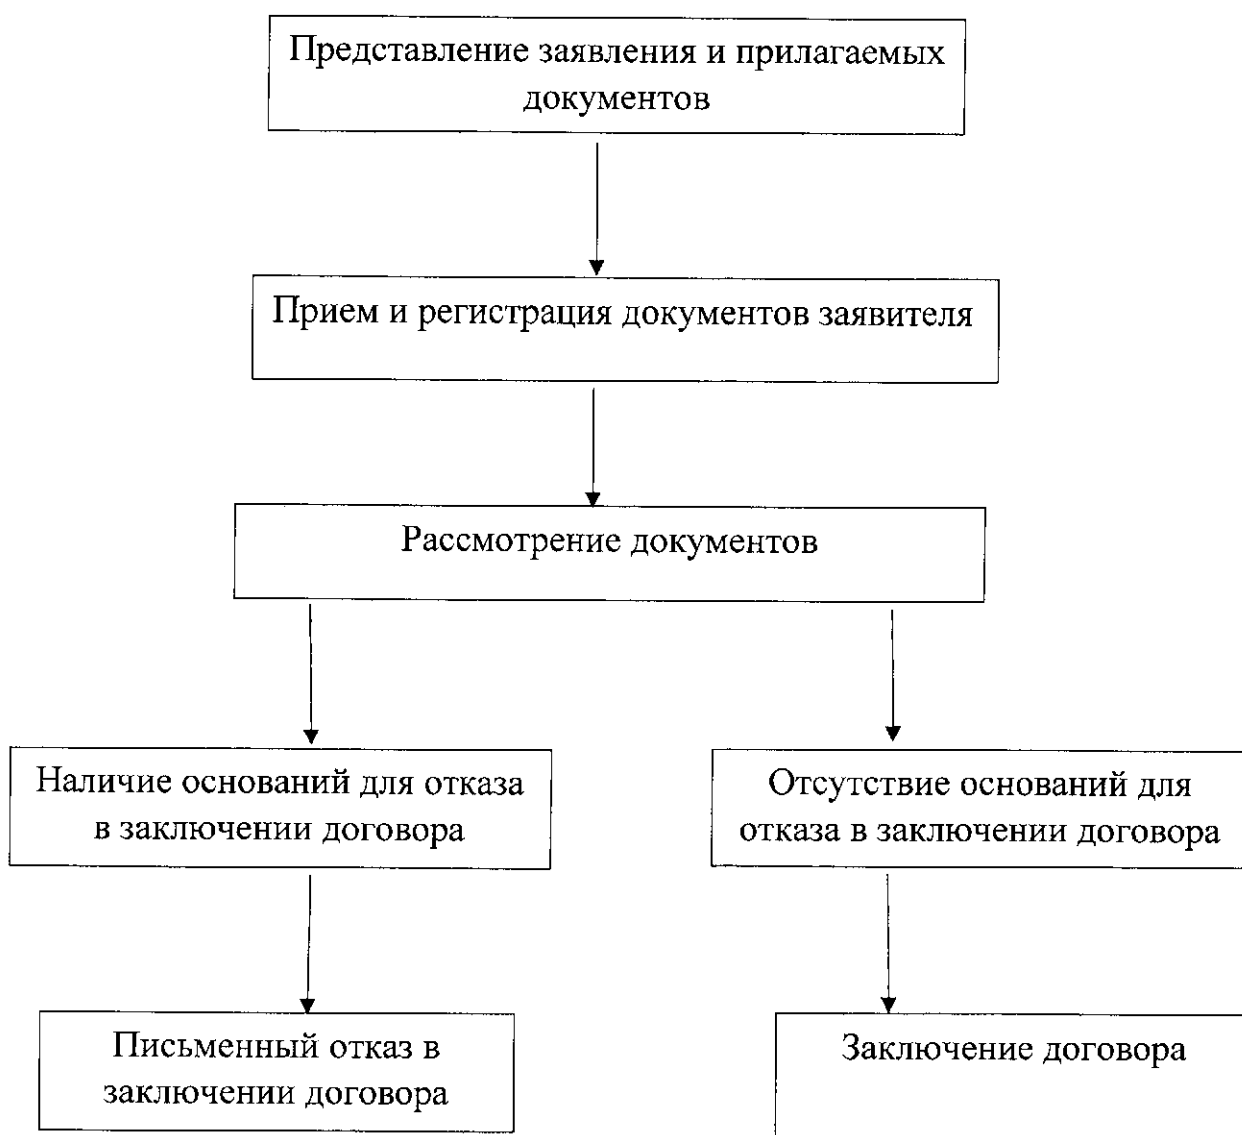 Представление заявления и прилагаемых
документов
Прием и регистрация документов заявителя
Рассмотрение документов
Наличие оснований для отказа
в заключении договора
Отсутствие оснований для
отказа в заключении договора
Письменный отказ в
заключении договора
Заключение договора